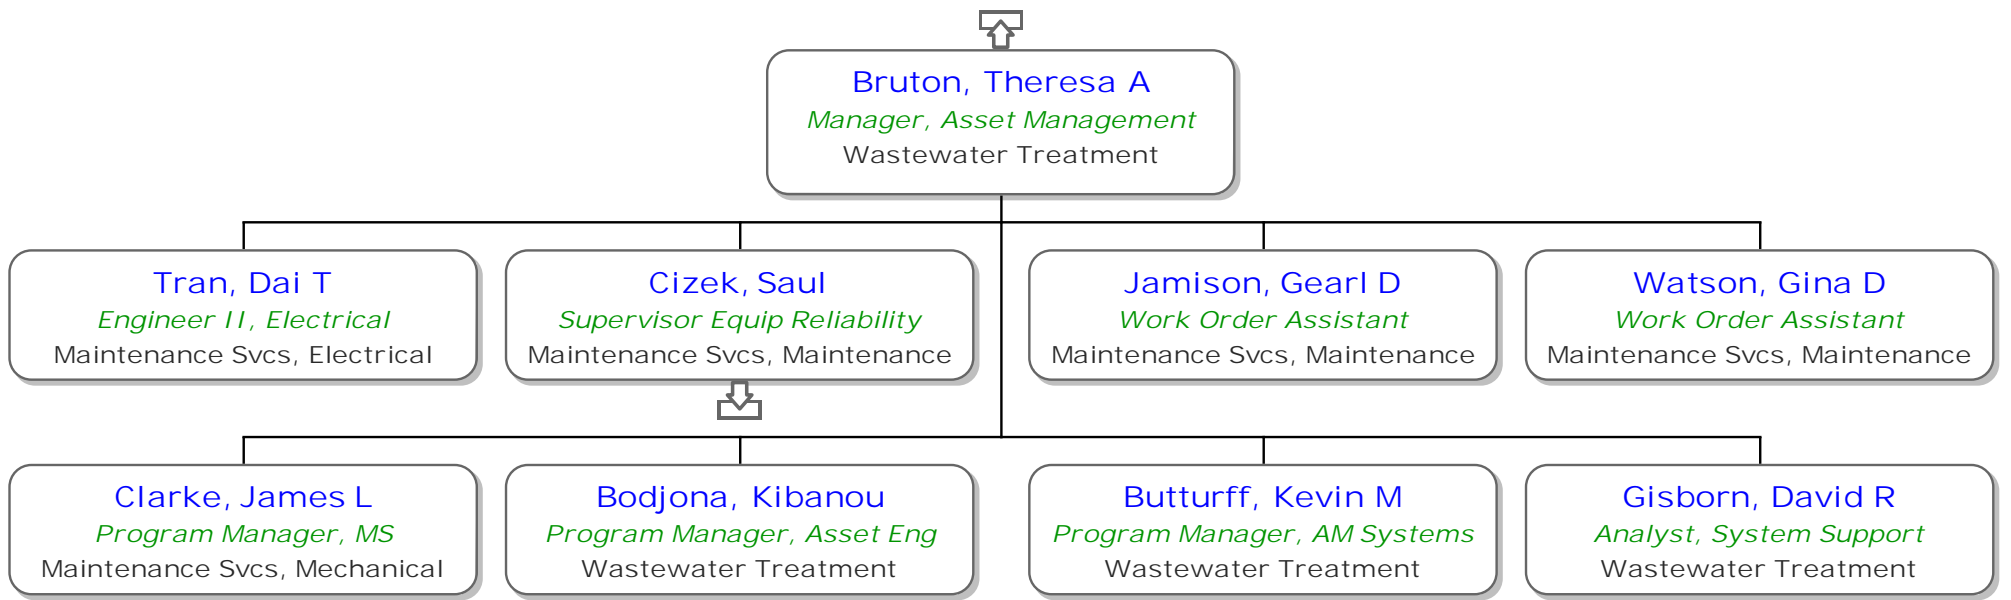 Bruton, Theresa A
Manager, Asset Management
Wastewater Treatment
Tran, Dai T
Engineer II, Electrical
Maintenance Svcs, Electrical
Cizek, Saul
Supervisor Equip Reliability
Maintenance Svcs, Maintenance
Jamison, Gearl D
Work Order Assistant
Maintenance Svcs, Maintenance
Watson, Gina D
Work Order Assistant
Maintenance Svcs, Maintenance
Clarke, James L
Program Manager, MS
Maintenance Svcs, Mechanical
Bodjona, Kibanou
Program Manager, Asset Eng
Wastewater Treatment
Butturff, Kevin M
Program Manager, AM Systems
Wastewater Treatment
Gisborn, David R
Analyst, System Support
Wastewater Treatment